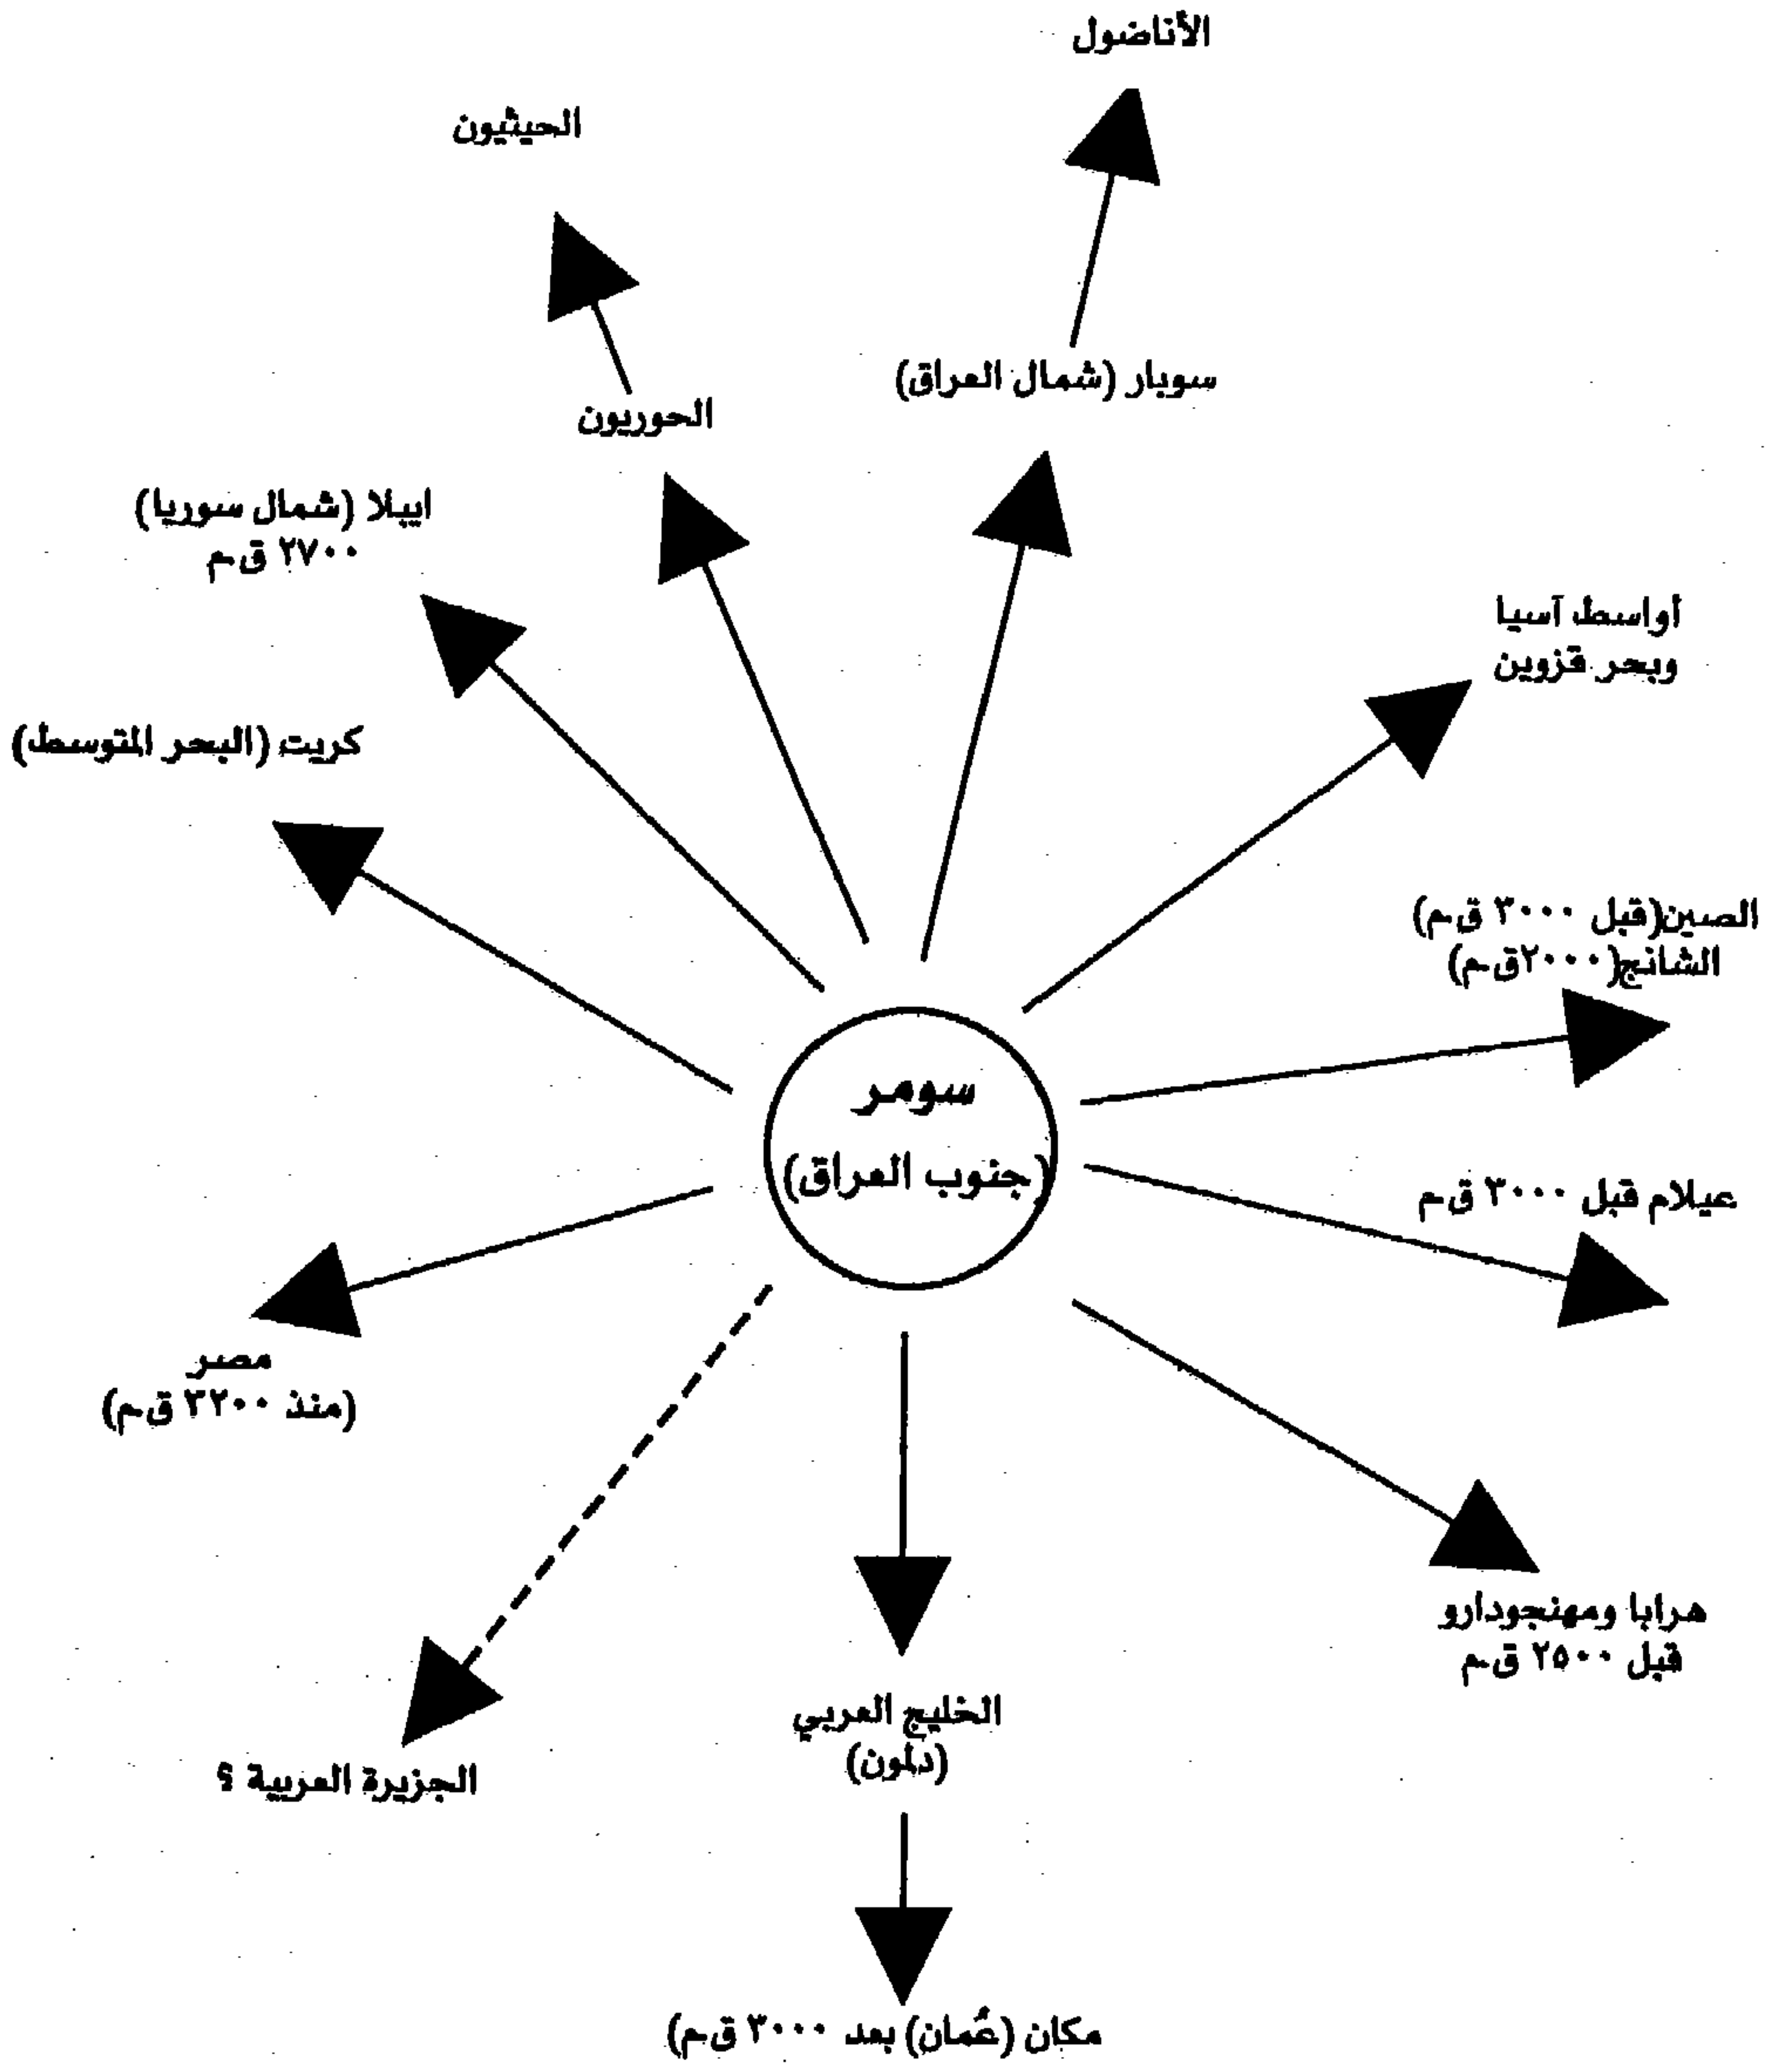 الأناضول
الحيثيون
سوبار (شمال العراق)
الحوريون
ايبلا (شمال سوريا)
٢٧٠٠ ق.م
أواسط آسيا
وبحر قزوين
كريت (البحر المتوسط)
الصين(قبل ٣٠٠٠ ق.م)
الشانج(٢٠٠٠ق.م)
سومر
(جنوب العراق)
عيلام قبل ٣٠٠٠ ق.م
مصر
(منذ ٣٢٠٠ ق.م)
هرابا ومهنجودارو
قبل ٢٥٠٠ ق.م
الخليج العربي
(دلمون)
الجزيرة العربية ؟
مكان (عُمان) بعد ٣٠٠٠ ق.م)